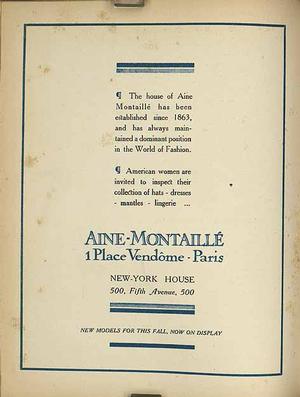 ¶ The house of Aine
Montaillé has been
established since 1863,
and has always main-
tained a dominant position
in the World of Fashion.
¶ American women are
invited to inspect their
collection of hats - dresses
- mantles - lingerie ...
AINE-MONTAILLÉ
1 Place Vendôme - Paris
NEW-YORK HOUSE
500, Fifth Avenue, 500
NEW MODELS FOR THIS FALL, NOW ON DISPLAY